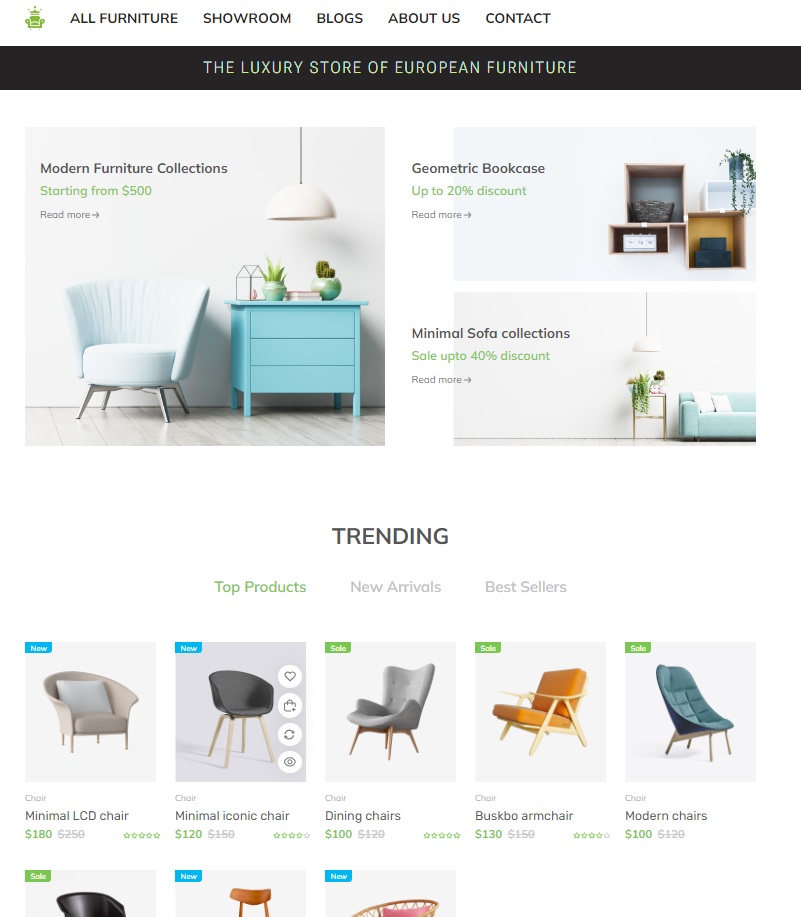 ALL FURNITURE SHOWROOM BLOGS ABOUT US CONTACT
THE LUXURY STORE OF EUROPEAN FURNITURE
Modern Furniture Collections
Starting from $500
Read more→
Geometric Bookcase
Up to 20% discount
Read more→
Minimal Sofa collections
Sale upto 40% discount
Read more→
TRENDING
Top Products New Arrivals Best Sellers
New New Sale Sale Sale
Chair Chair Chair Chair Chair
Minimal LCD chair Minimal iconic chair Dining chairs Buskbo armchair Modern chairs
$180 $250 $120 $150 $100 $120 $130 $150 $100 $120
Sale New New